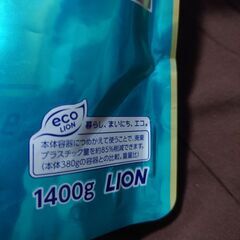 eco
LION
暮らし、まいにち、エコ。
本体容器につめかえて使うことで、廃棄
プラスチック量を約85%削減できます。
(本体380gの容器との比較。重量比)
1400g LION